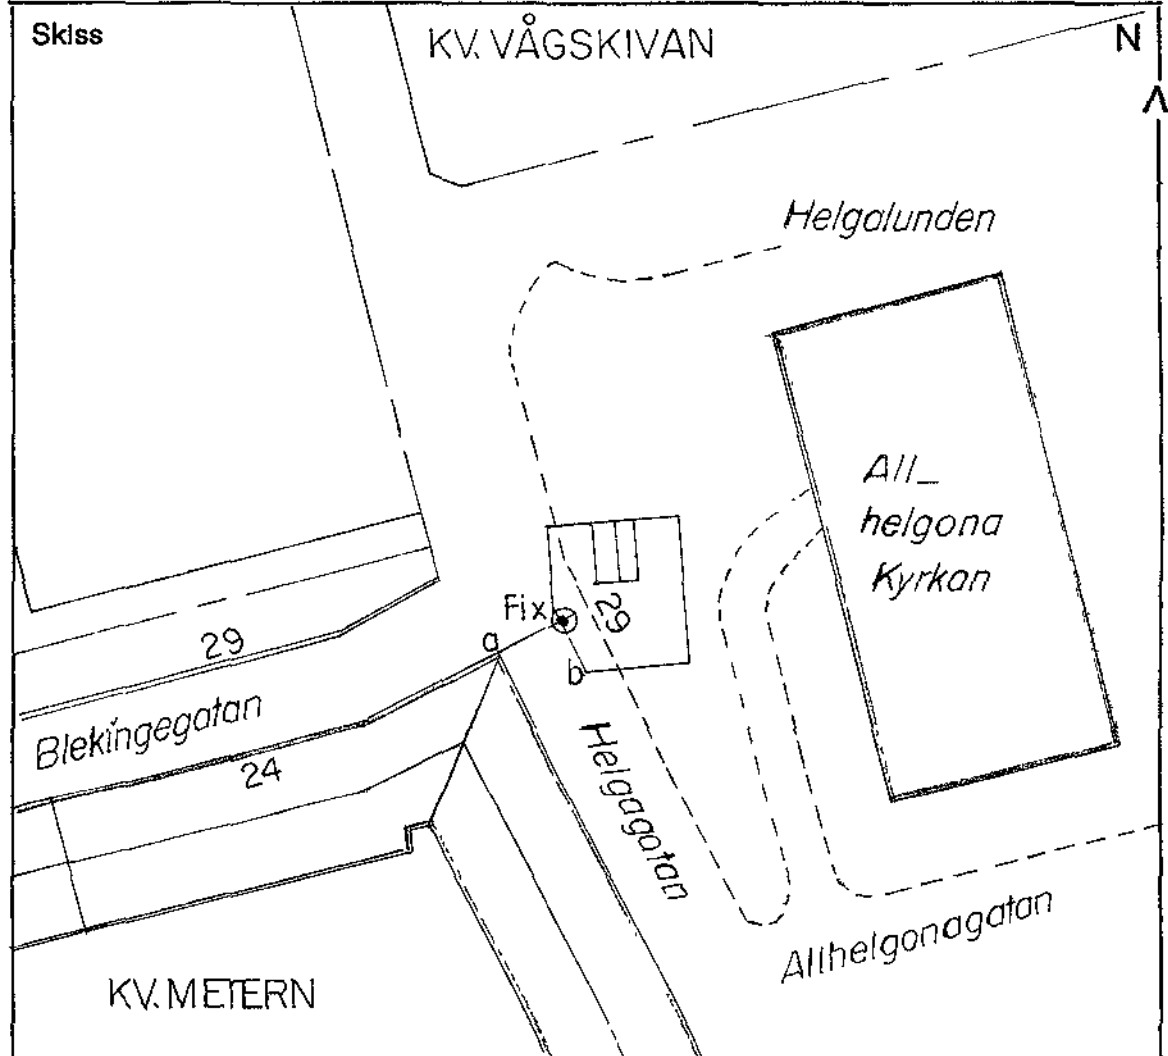 Skiss
KV. VÅGSKIVAN
N
Helgalunden
All_
helgona
Kyrkan
Fix
29
a
b
29
Blekingegatan
24
Helgagatan
Allhelgonagatan
KV. METERN